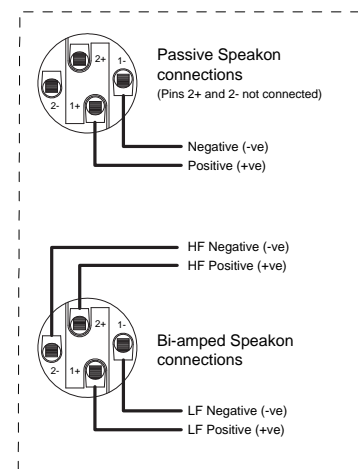 2+
1-
2-
1+
Passive Speakon
connections
(Pins 2+ and 2- not connected)
Negative (-ve)
Positive (+ve)
HF Negative (-ve)
HF Positive (+ve)
2+
1-
2-
1+
Bi-amped Speakon
connections
LF Negative (-ve)
LF Positive (+ve)